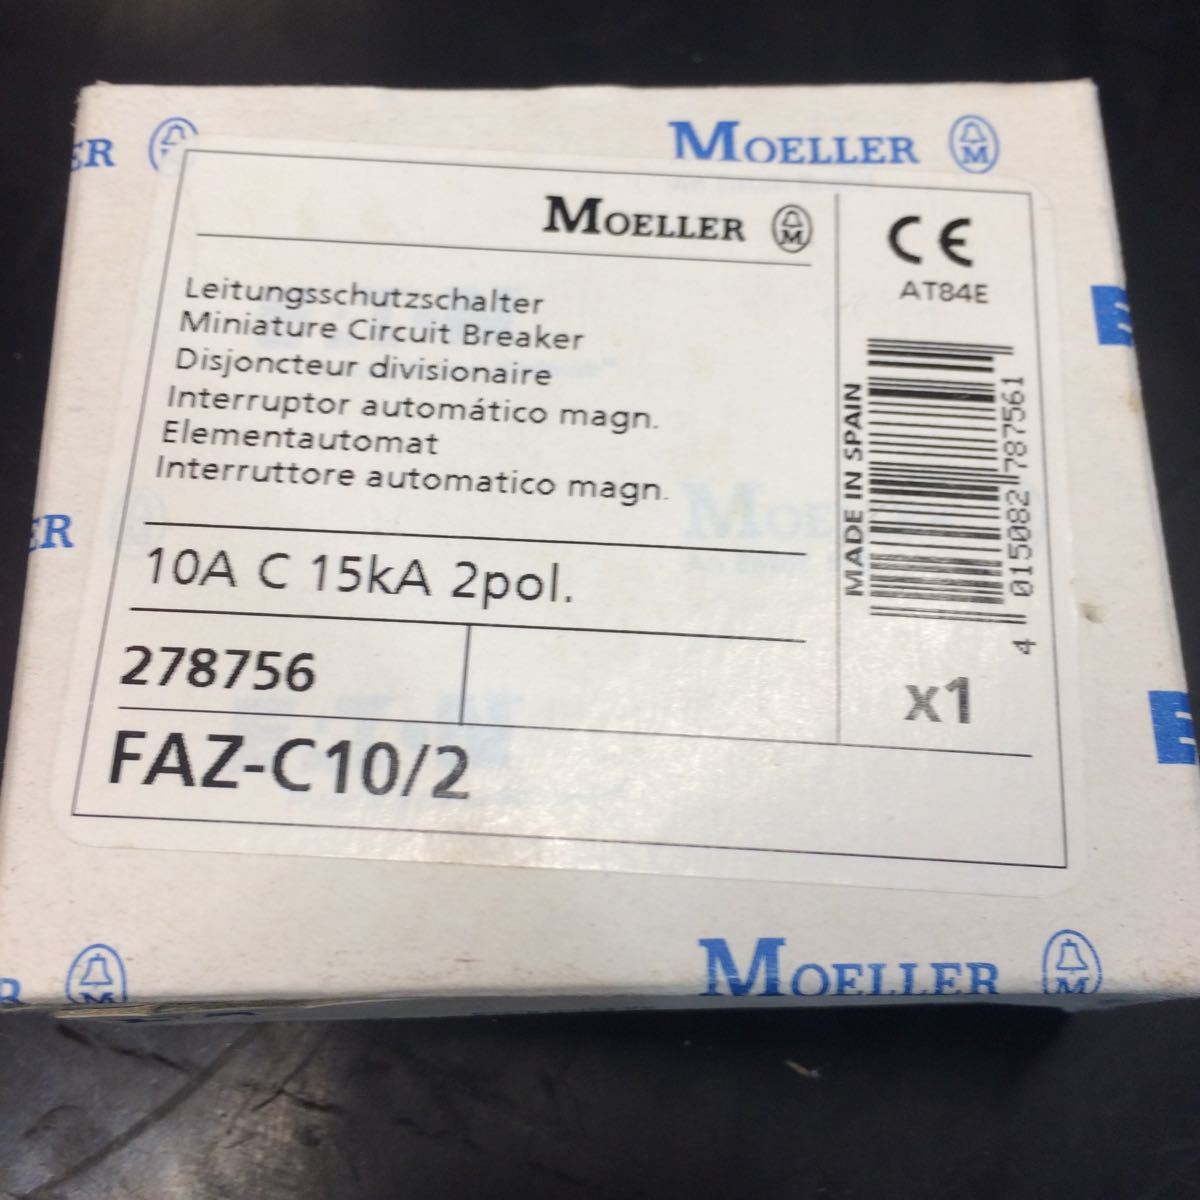 ER
MOELLER
MOELLER
CE
AT84E
Leitungsschutzschalter
Miniature Circuit Breaker
Disjoncteur divisionaire
Interruptor automático magn.
Elementautomat
Interruttore automatico magn.
MADE IN SPAIN
4 015082 787561
ER
10A C 15kA 2pol.
278756
x1
FAZ-C10/2
MOELLER
R